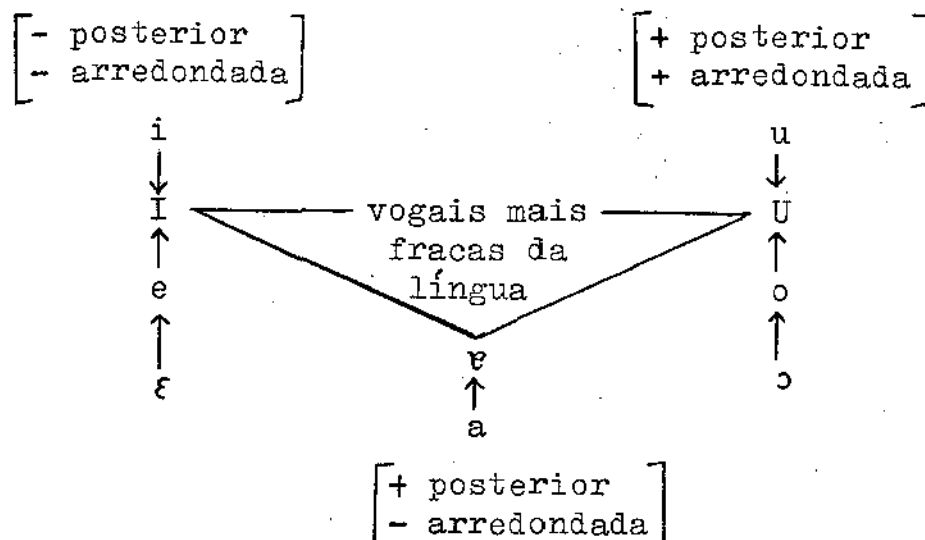 - posterior + posterior
- arredondada + arredondada
i u
I vogais mais U
fracas da
e língua o
ɐ
ɛ ɔ
a
+ posterior
- arredondada